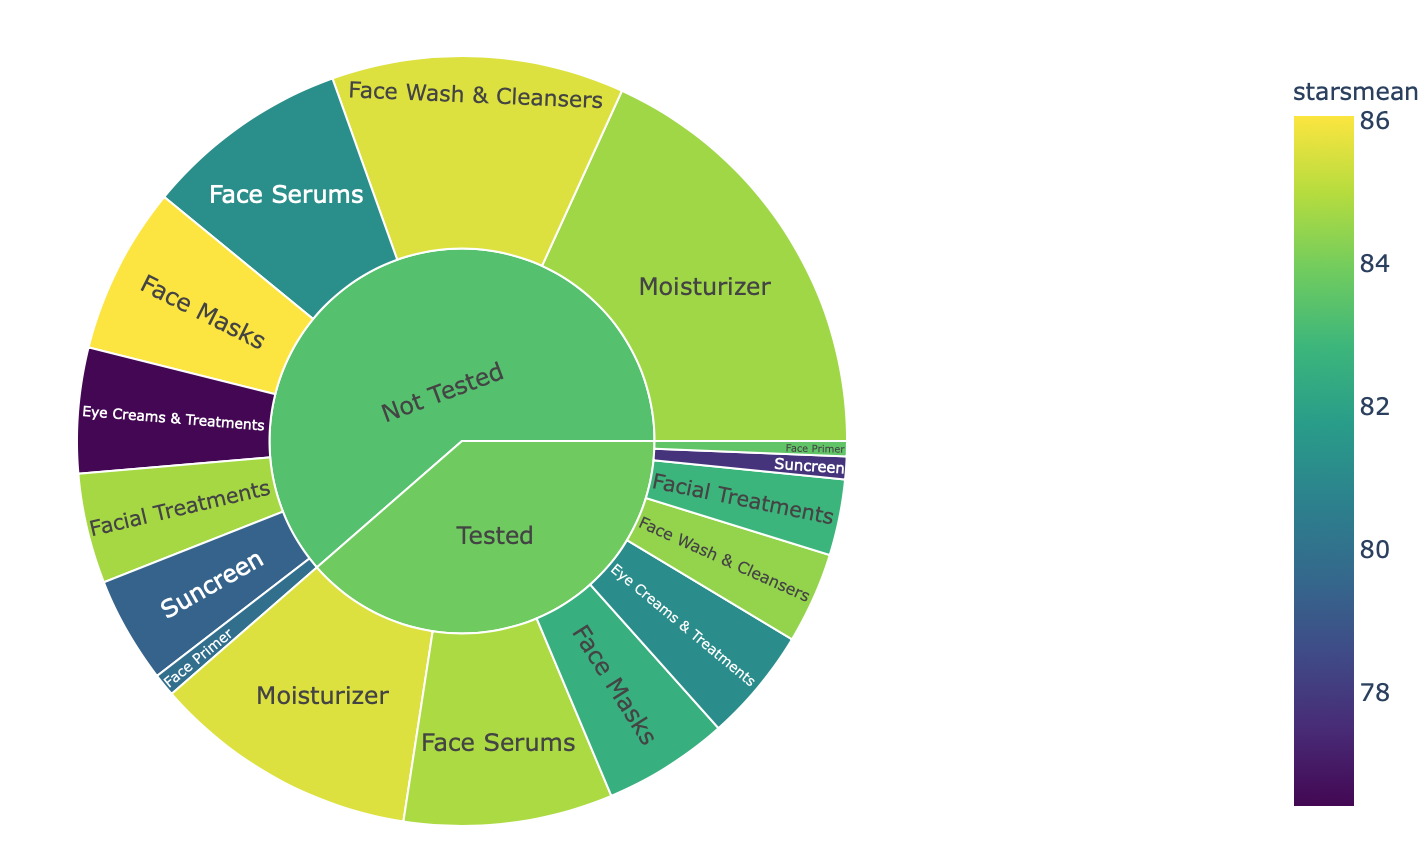 starsmean
86
84
82
80
78
Face Wash & Cleansers
Face Serums
Moisturizer
Face Masks
Not Tested
Eye Creams & Treatments
Facial Treatments
Suncreen
Face Primer
Tested
Face Primer
Suncreen
Facial Treatments
Face Wash & Cleansers
Eye Creams & Treatments
Face Masks
Face Serums
Moisturizer